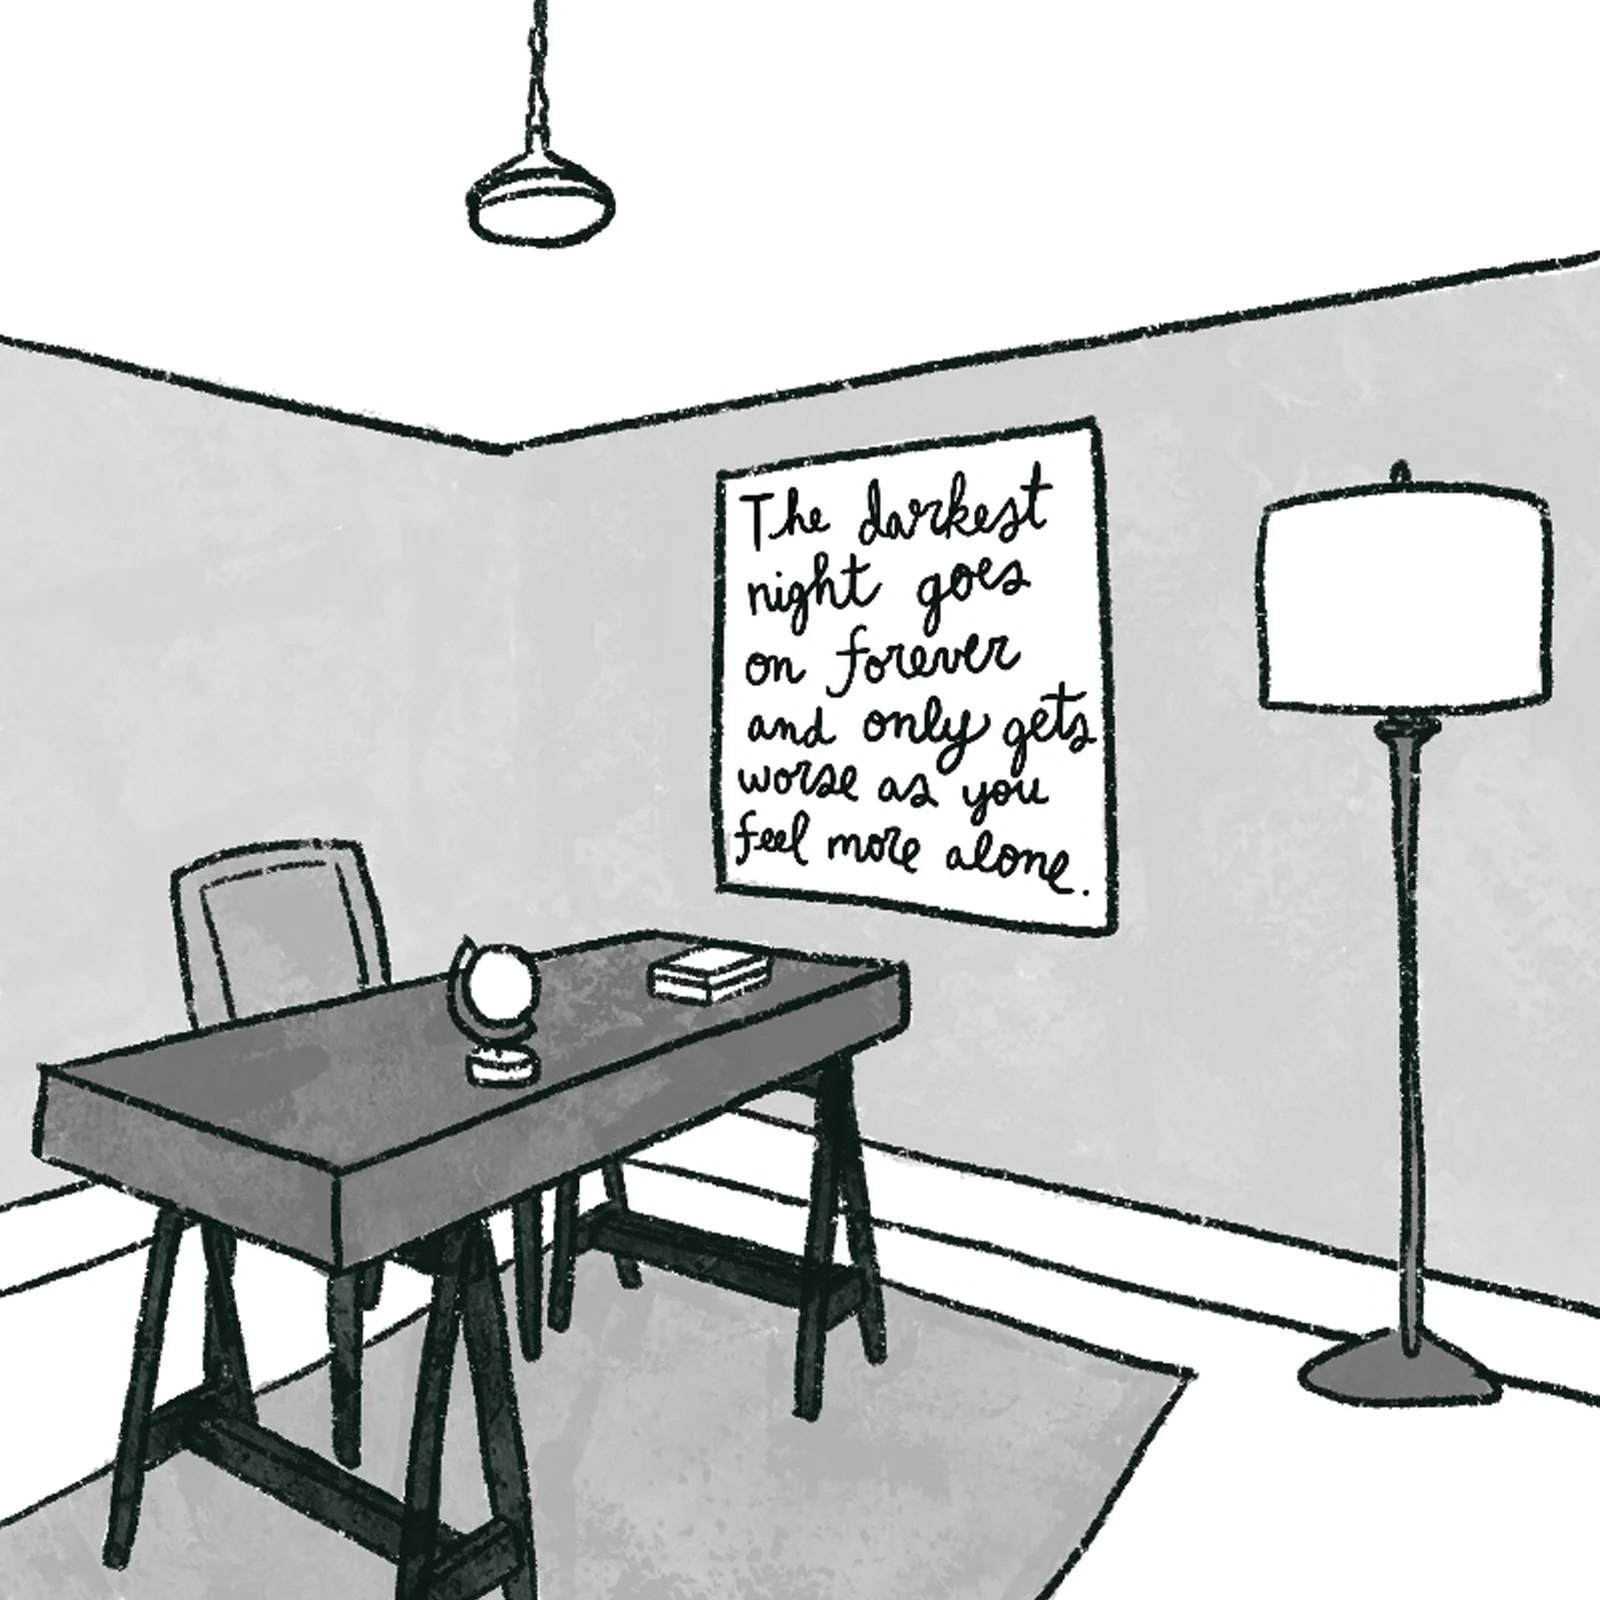 The darkest
night goes
on forever
and only gets
worse as you
feel more alone.